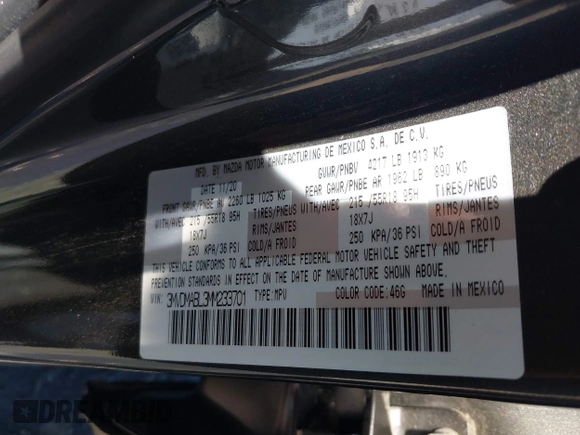 MFD. BY MAZDA MOTOR MANUFACTURING DE MEXICO S.A. DE C.V.
DATE 11/20 GVWR/PNBV 4217 LB 1913 KG
FRONT GAWR/PNBE AV 2260 LB 1025 KG REAR GAWR/PNBE AR 1962 LB 890 KG
WITH/AVEC 215 /55R18 95H TIRES/PNEUS WITH/AVEC 215 /55R18 95H TIRES/PNEUS
18X7J RIMS/JANTES 18X7J RIMS/JANTES
250 KPA/36 PSI COLD/A FROID 250 KPA/36 PSI COLD/A FROID
THIS VEHICLE CONFORMS TO ALL APPLICABLE FEDERAL MOTOR VEHICLE SAFETY AND THEFT
PREVENTION STANDARDS IN EFFECT ON THE DATE OF MANUFACTURE SHOWN ABOVE.
VIN: 3MVDMABL3MM233701 TYPE:MPV COLOR CODE:46G MADE IN MEXICO
DREAMBID